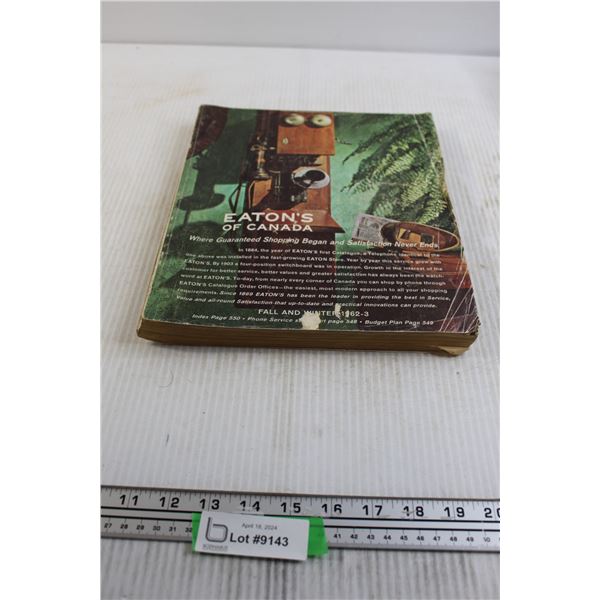 EATON'S
OF CANADA
Where Guaranteed Shopping Began and Satisfaction Never Ends
In 1884, the year of EATON'S first Catalogue, a Telephone identical to the
one above was installed in the fast-growing EATON Store. Year by year this service grew with
EATON'S. By 1903 a four-position switchboard was in operation. Growth in the interest of the
customer for better service, better values and greater satisfaction has always been the watch-
word at EATON'S. To-day, from nearly every corner of Canada you can shop by phone through
EATON'S Catalogue Order Offices—the easiest, most modern approach to all your shopping
requirements. Since 1869 EATON'S has been the leader in providing the best in Service,
Value and all-round Satisfaction that up-to-date and practical innovations can provide.
FALL AND WINTER 1962-3
Index Page 550 • Phone Service page 548 • Budget Plan Page 549
11 12 13 14 15 16 17 18 19 20
27 28 29 30 31 32 41 42 43 44 45 46 47 48 49 50
April 18, 2024
Lot #9143